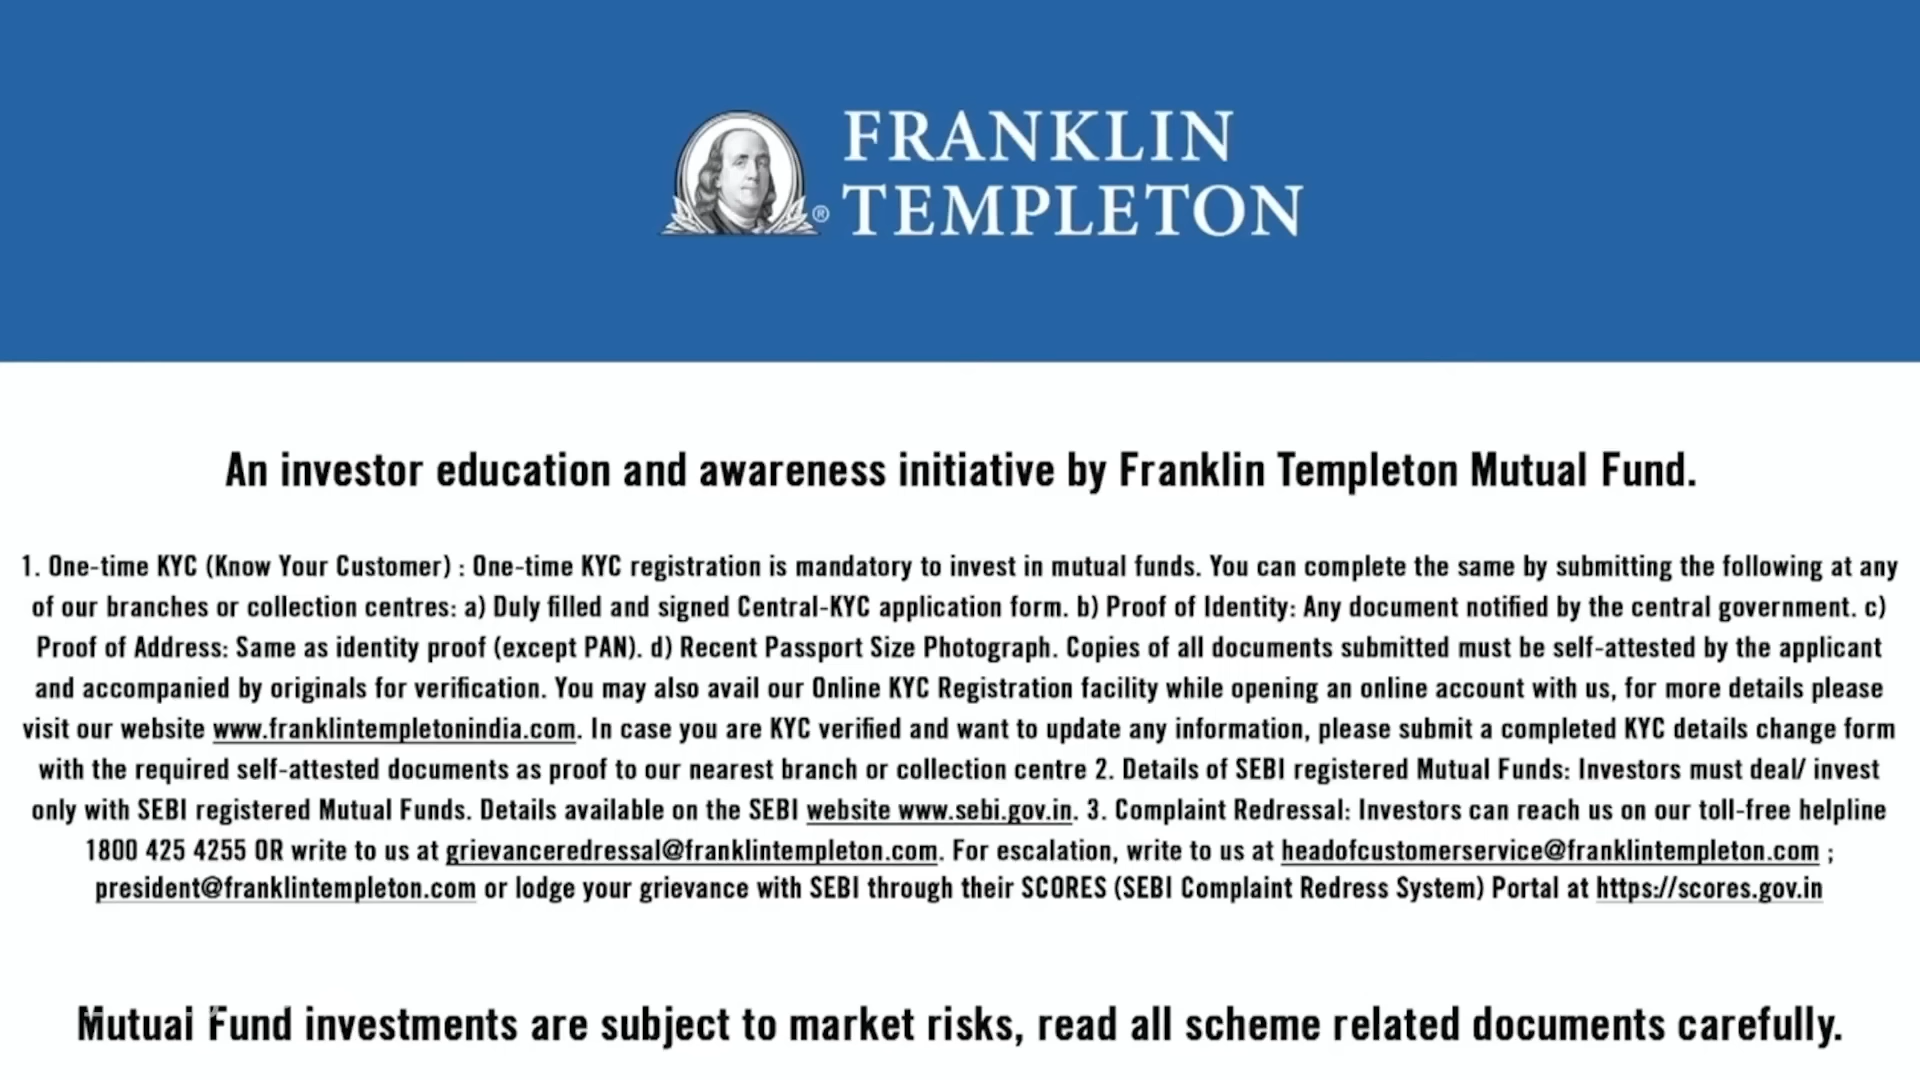 FRANKLIN
® TEMPLETON
An investor education and awareness initiative by Franklin Templeton Mutual Fund.
1. One-time KYC (Know Your Customer) : One-time KYC registration is mandatory to invest in mutual funds. You can complete the same by submitting the following at any
of our branches or collection centres: a) Duly filled and signed Central-KYC application form. b) Proof of Identity: Any document notified by the central government. c)
Proof of Address: Same as identity proof (except PAN). d) Recent Passport Size Photograph. Copies of all documents submitted must be self-attested by the applicant
and accompanied by originals for verification. You may also avail our Online KYC Registration facility while opening an online account with us, for more details please
visit our website www.franklintempletonindia.com. In case you are KYC verified and want to update any information, please submit a completed KYC details change form
with the required self-attested documents as proof to our nearest branch or collection centre 2. Details of SEBI registered Mutual Funds: Investors must deal/ invest
only with SEBI registered Mutual Funds. Details available on the SEBI website www.sebi.gov.in. 3. Complaint Redressal: Investors can reach us on our toll-free helpline
1800 425 4255 OR write to us at grievanceredressal@franklintempleton.com. For escalation, write to us at headofcustomerservice@franklintempleton.com ;
president@franklintempleton.com or lodge your grievance with SEBI through their SCORES (SEBI Complaint Redress System) Portal at https://scores.gov.in
Mutual Fund investments are subject to market risks, read all scheme related documents carefully.